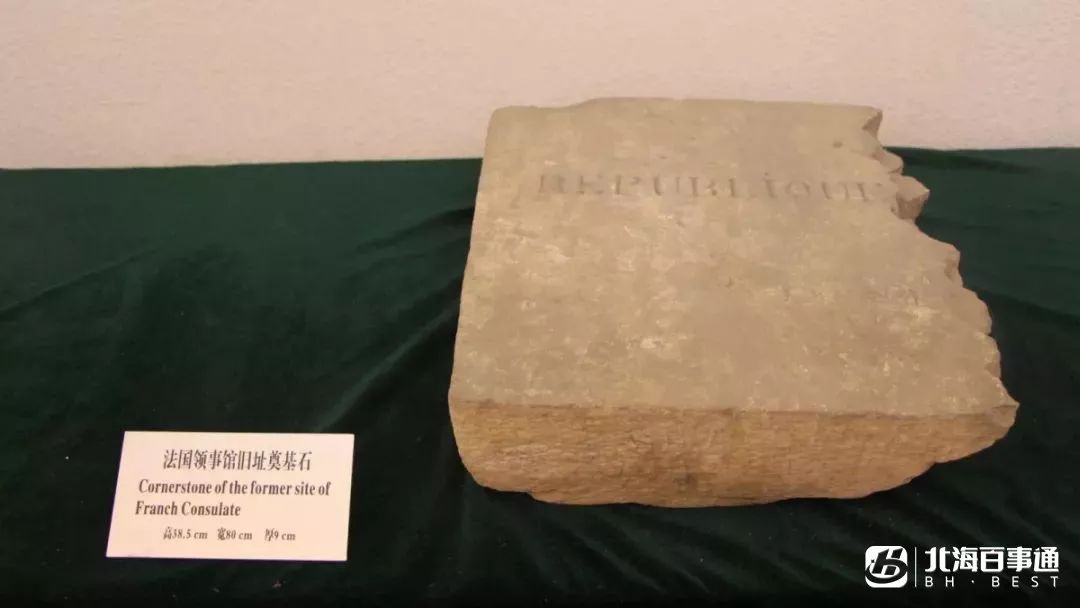 REPUBLIQUE
法国领事馆旧址奠基石
Cornerstone of the former site of
Franch Consulate
高38.5 cm 宽80 cm 厚9 cm
北海百事通
BH·BEST